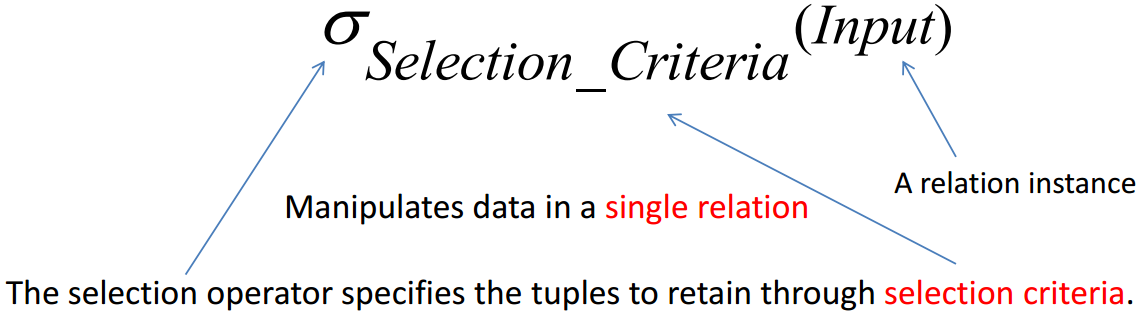 σ Selection_Criteria (Input)
A relation instance
Manipulates data in a single relation
The selection operator specifies the tuples to retain through selection criteria.